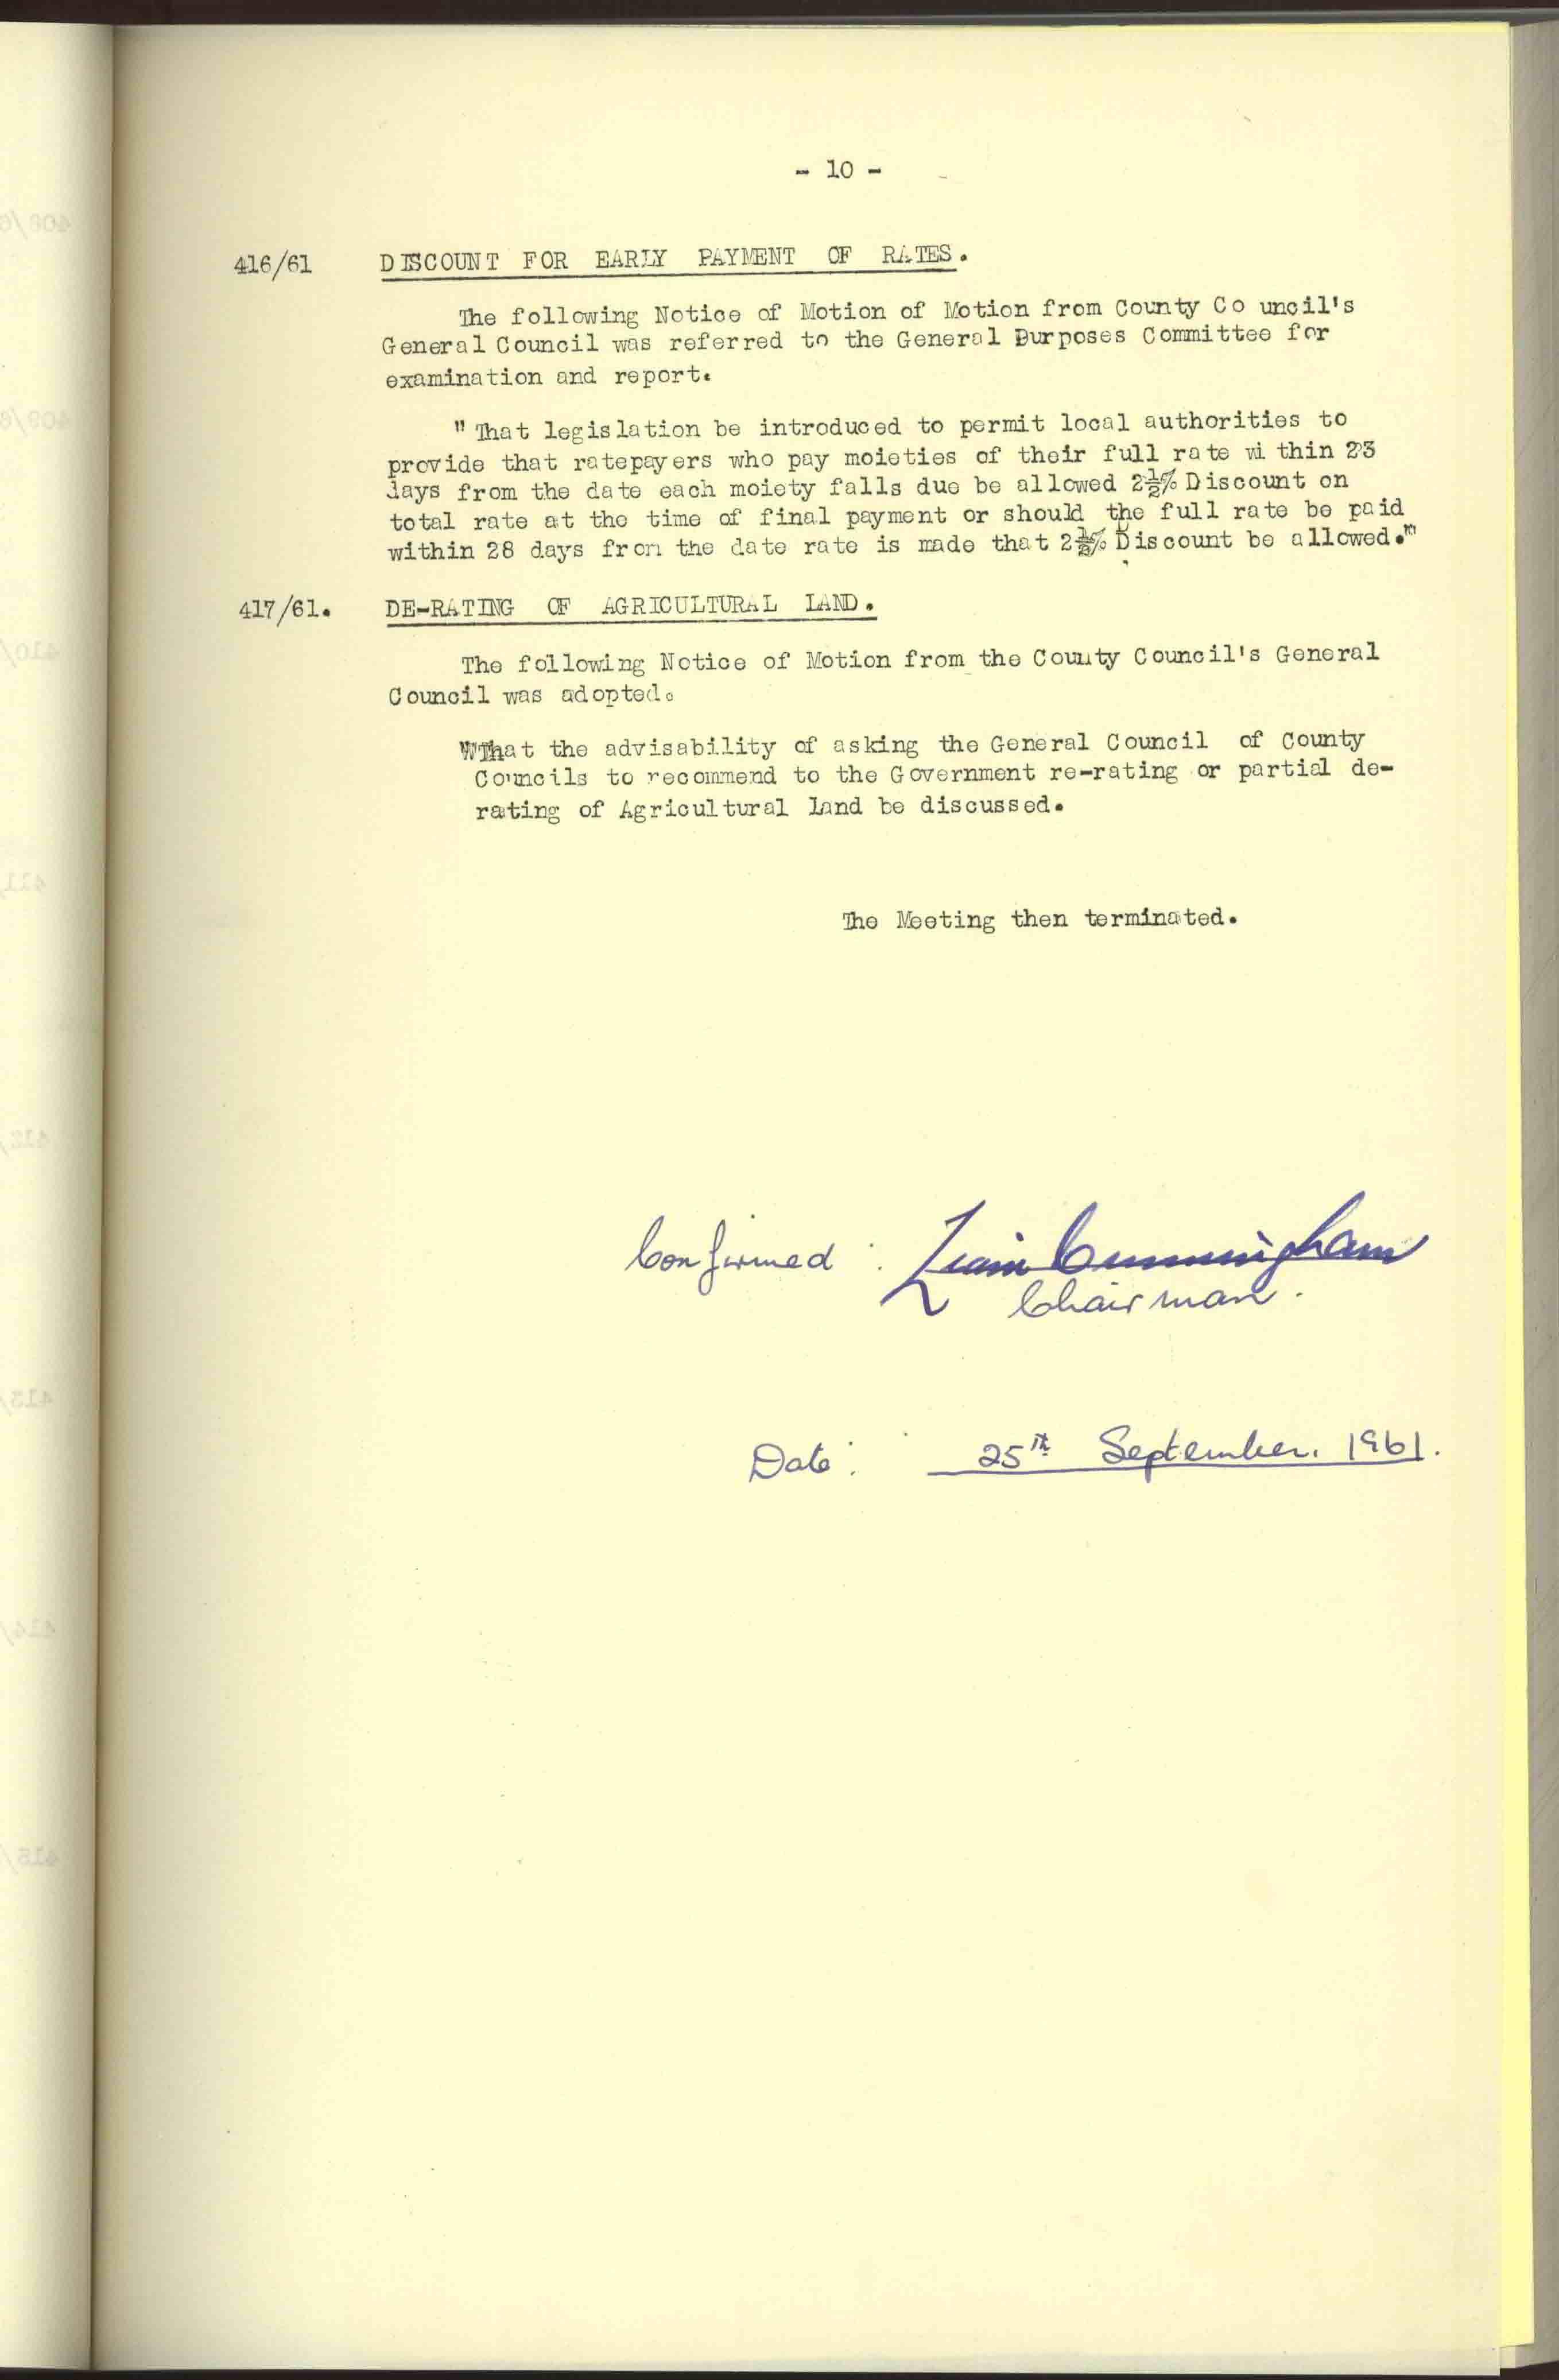 - 10 -
416/61 DISCOUNT FOR EARLY PAYMENT OF RATES.
The following Notice of Motion of Motion from County Co uncil's
General Council was referred to the General Purposes Committee for
examination and report.
"That legislation be introduced to permit local authorities to
provide that ratepayers who pay moieties of their full rate wi thin 23
days from the date each moiety falls due be allowed 2½% Discount on
total rate at the time of final payment or should the full rate be paid
within 28 days from the date rate is made that 2½% Discount be allowed."
417/61. DE-RATING OF AGRICULTURAL LAND.
The following Notice of Motion from the County Council's General
Council was adopted.
"That the advisability of asking the General Council of County
Councils to recommend to the Government re-rating or partial de-
rating of Agricultural land be discussed.
The Meeting then terminated.
Confirmed : Liam Cunningham
Chairman.
Date: 25th September. 1961.